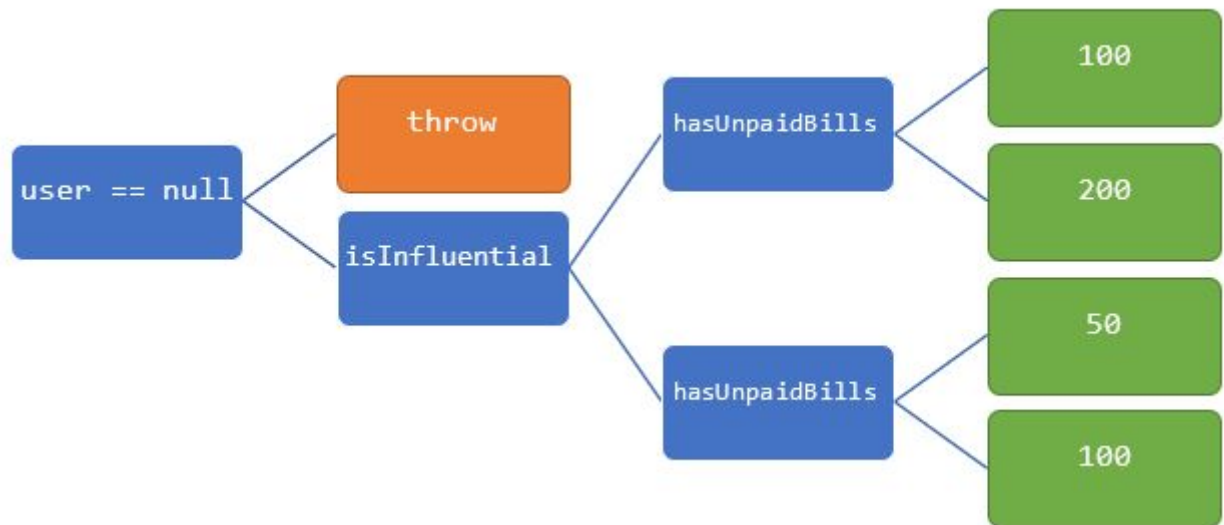 user == null
throw
isInfluential
hasUnpaidBills
100
200
hasUnpaidBills
50
100